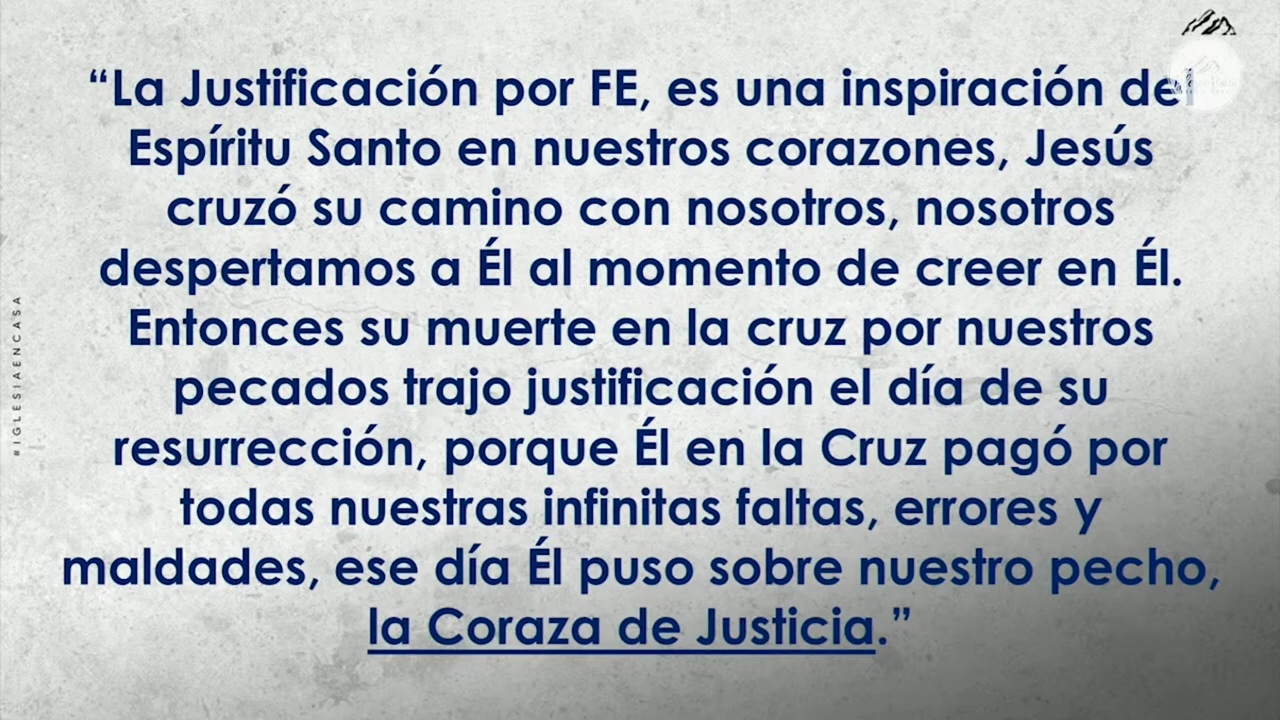 “La Justificación por FE, es una inspiración del
Espíritu Santo en nuestros corazones, Jesús
cruzó su camino con nosotros, nosotros
despertamos a Él al momento de creer en Él.
Entonces su muerte en la cruz por nuestros
pecados trajo justificación el día de su
resurrección, porque Él en la Cruz pagó por
todas nuestras infinitas faltas, errores y
maldades, ese día Él puso sobre nuestro pecho,
la Coraza de Justicia.”
#IGLESIAENCASA